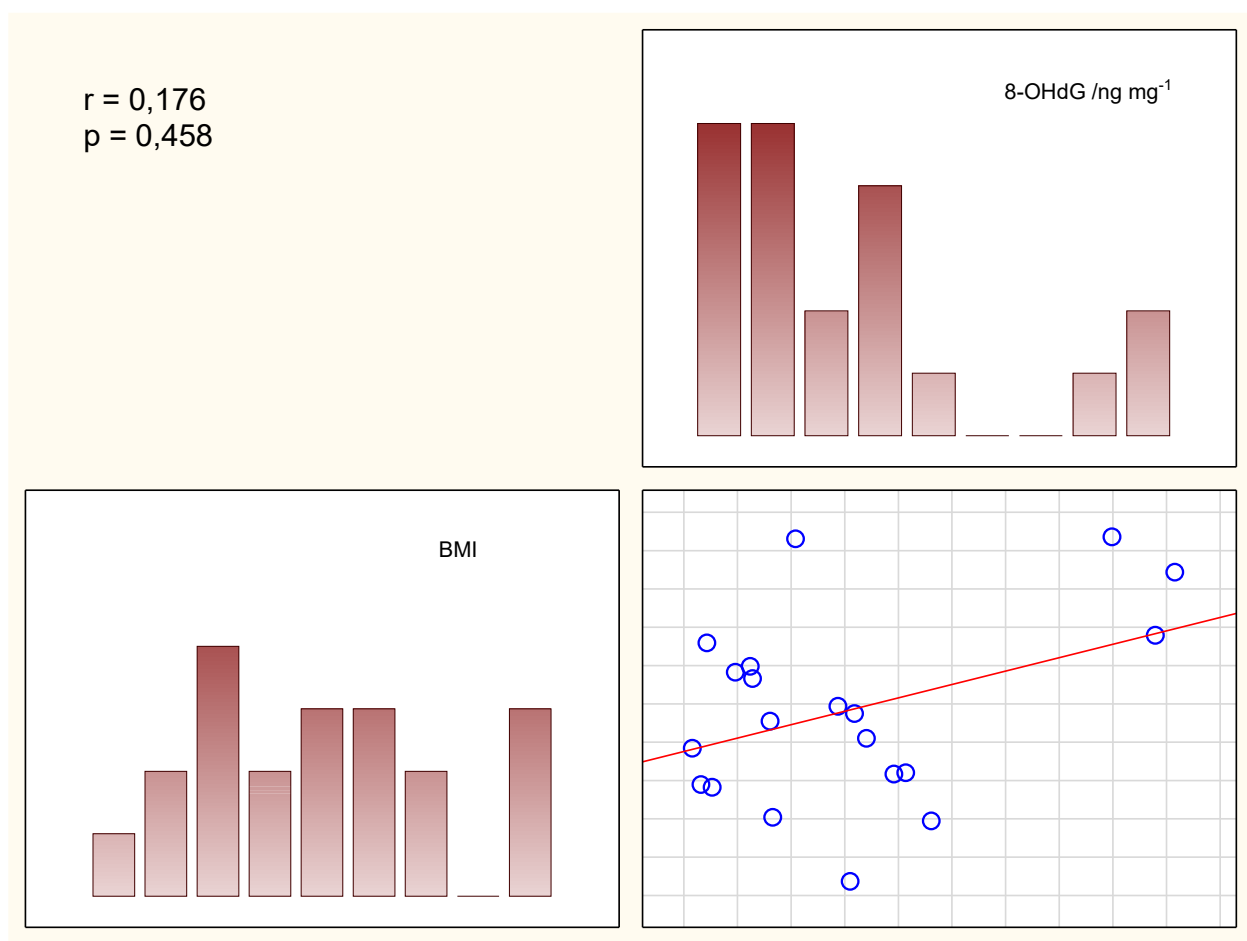 r = 0,176
p = 0,458
8-OHdG /ng mg⁻¹
BMI